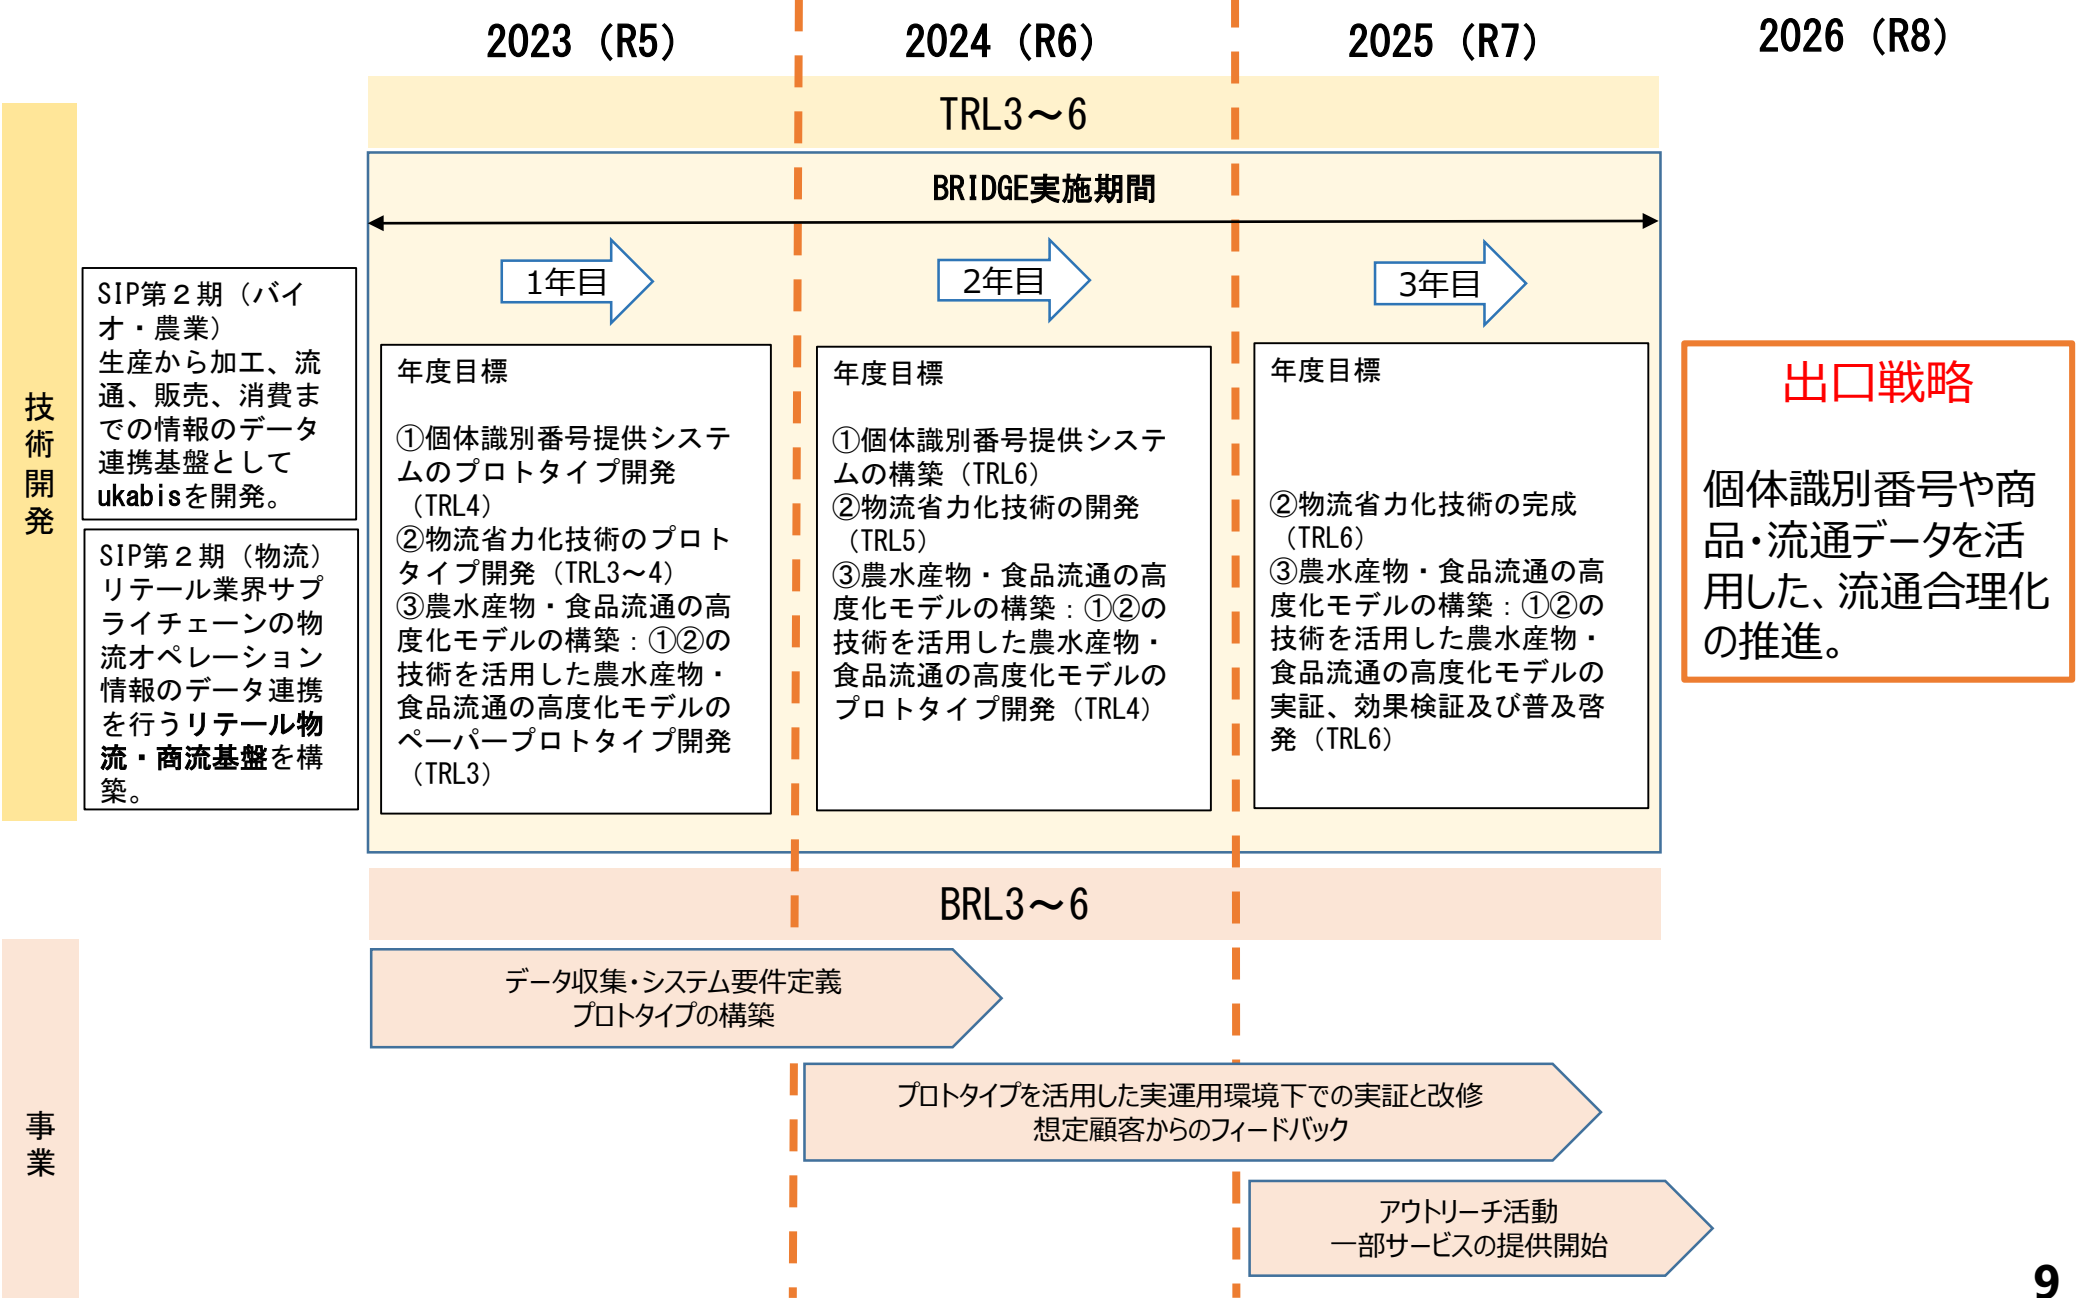 2023（R5）
2024（R6）
2025（R7）
2026（R8）
TRL3～6
BRIDGE実施期間
技術開発
SIP第２期（バイ
オ・農業）
生産から加工、流
通、販売、消費ま
での情報のデータ
連携基盤として
ukabisを開発。
SIP第２期（物流）
リテール業界サプ
ライチェーンの物
流オペレーション
情報のデータ連携
を行うリテール物
流・商流基盤を構
築。
1年目
年度目標
①個体識別番号提供システ
ムのプロトタイプ開発
（TRL4）
②物流省力化技術のプロト
タイプ開発（TRL3～4）
③農水産物・食品流通の高
度化モデルの構築：①②の
技術を活用した農水産物・
食品流通の高度化モデルの
ペーパープロトタイプ開発
（TRL3）
2年目
年度目標
①個体識別番号提供システ
ムの構築（TRL6）
②物流省力化技術の開発
（TRL5）
③農水産物・食品流通の高
度化モデルの構築：①②の
技術を活用した農水産物・
食品流通の高度化モデルの
プロトタイプ開発（TRL4）
3年目
年度目標
②物流省力化技術の完成
（TRL6）
③農水産物・食品流通の高
度化モデルの構築：①②の
技術を活用した農水産物・
食品流通の高度化モデルの
実証、効果検証及び普及啓
発（TRL6）
出口戦略
個体識別番号や商
品・流通データを活
用した、流通合理化
の推進。
BRL3～6
事業
データ収集・システム要件定義
プロトタイプの構築
プロトタイプを活用した実運用環境下での実証と改修
想定顧客からのフィードバック
アウトリーチ活動
一部サービスの提供開始
9